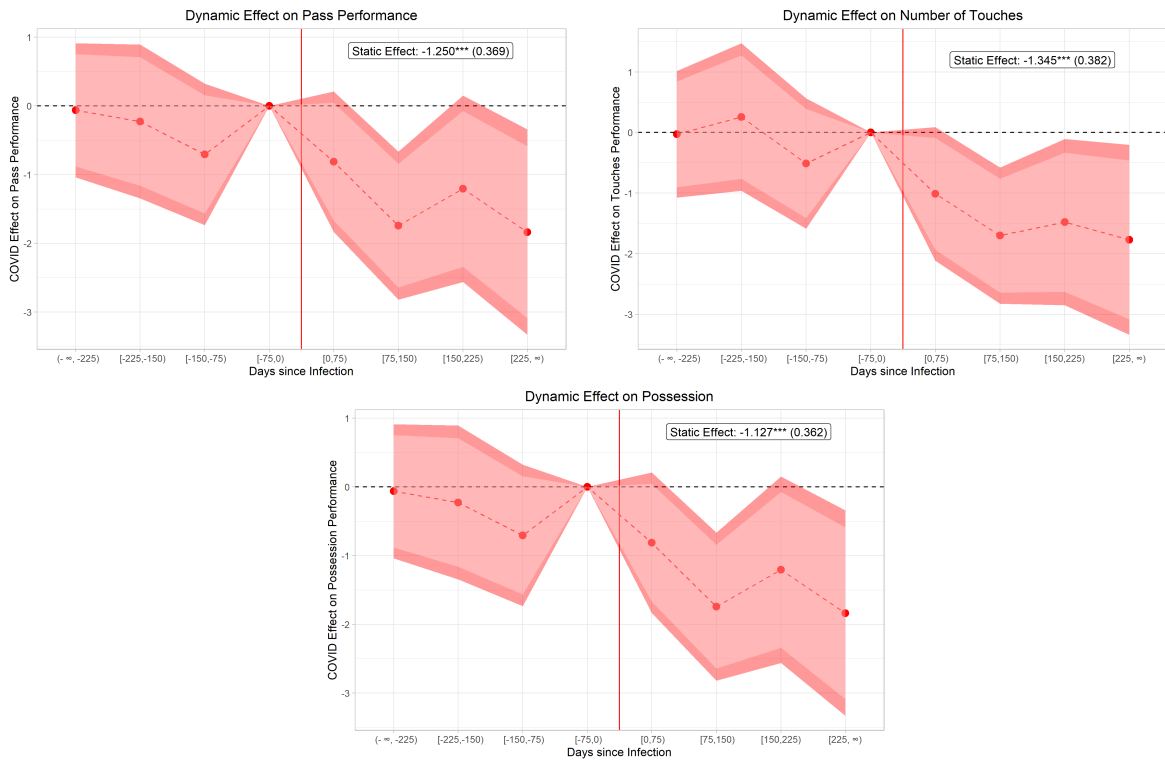 Dynamic Effect on Pass Performance
Static Effect: -1.250*** (0.369)
COVID Effect on Pass Performance
1
0
-1
-2
-3
(- ∞, -225)
[-225,-150)
[-150,-75)
[-75,0)
[0,75)
[75,150)
[150,225)
[225, ∞)
Days since Infection
Dynamic Effect on Number of Touches
Static Effect: -1.345*** (0.382)
COVID Effect on Touches Performance
1
0
-1
-2
-3
(- ∞, -225)
[-225,-150)
[-150,-75)
[-75,0)
[0,75)
[75,150)
[150,225)
[225, ∞)
Days since Infection
Dynamic Effect on Possession
Static Effect: -1.127*** (0.362)
COVID Effect on Possession Performance
1
0
-1
-2
-3
(- ∞, -225)
[-225,-150)
[-150,-75)
[-75,0)
[0,75)
[75,150)
[150,225)
[225, ∞)
Days since Infection